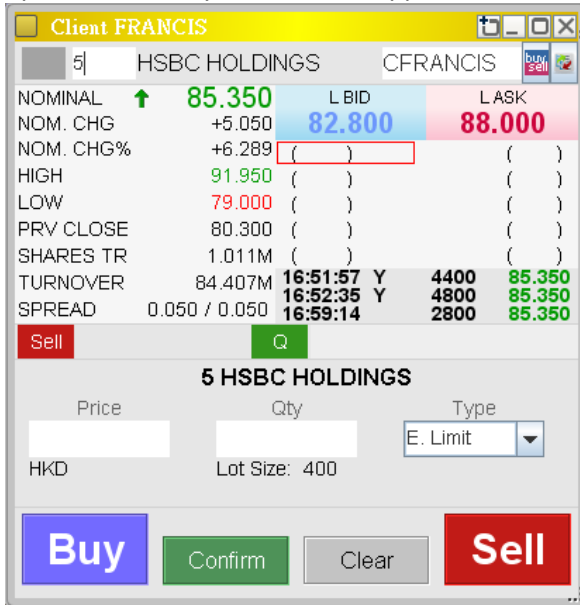 Client FRANCIS
5 HSBC HOLDINGS CFRANCIS buy sell
NOMINAL 85.350 L BID L ASK
NOM. CHG +5.050 82.800 88.000
NOM. CHG% +6.289 ( ) ( )
HIGH 91.950 ( ) ( )
LOW 79.000 ( ) ( )
PRV CLOSE 80.300 ( ) ( )
SHARES TR 1.011M ( ) ( )
TURNOVER 84.407M 16:51:57 Y 4400 85.350
16:52:35 Y 4800 85.350
SPREAD 0.050 / 0.050 16:59:14 2800 85.350
Sell Q
5 HSBC HOLDINGS
Price Qty Type
E. Limit
HKD Lot Size: 400
Buy Confirm Clear Sell